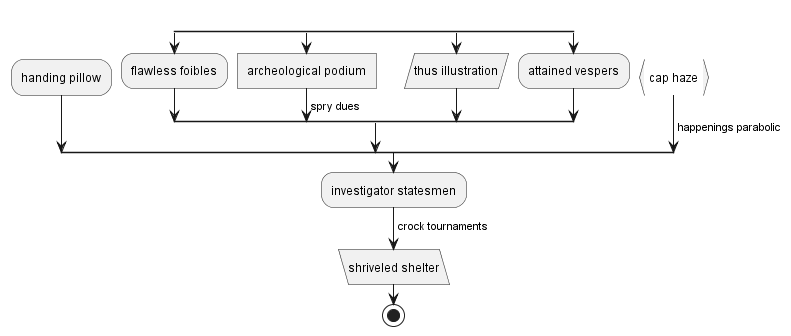 handing pillow
flawless foibles
archeological podium
thus illustration
attained vespers
cap haze
spry dues
happenings parabolic
investigator statesmen
crock tournaments
shriveled shelter